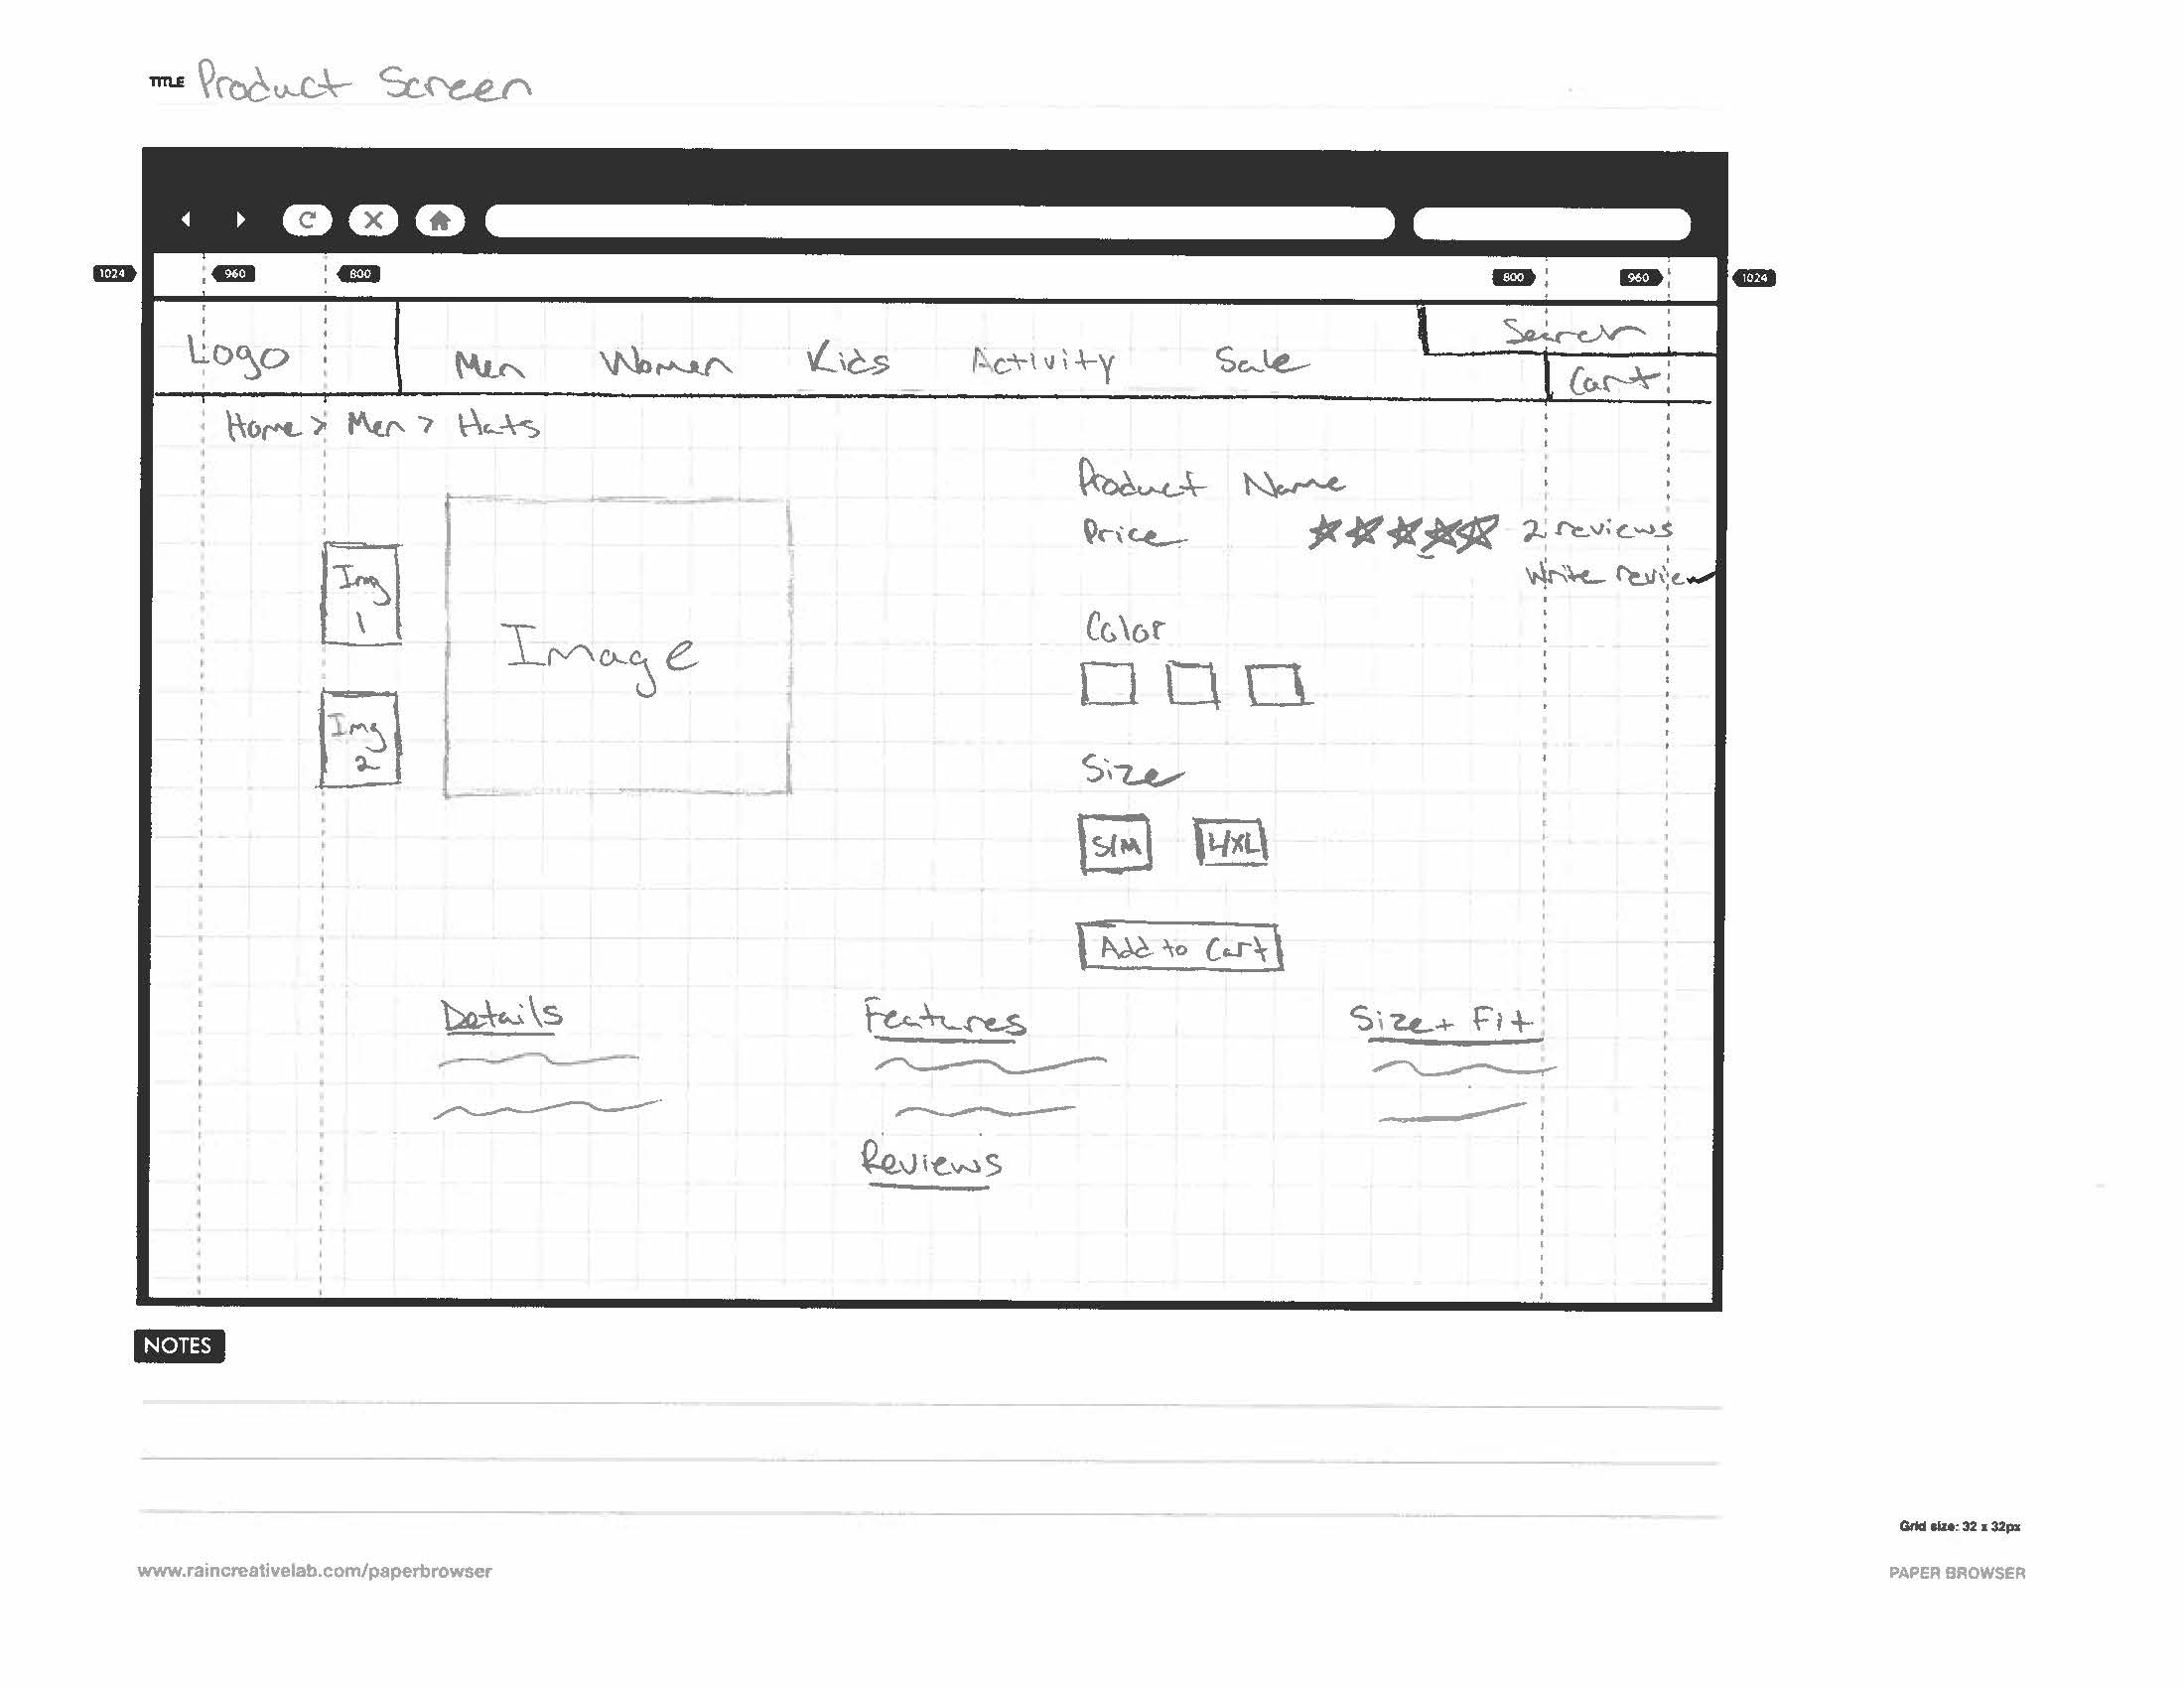 TITLE Product Screen
1024 960 800 800 960 1024
Logo Men Women Kids Activity Sale Search
Cart
Home > Men > Hats
Product Name
Price 2 reviews
Write review
Img
1
Image
Color
Img
2
Size
S/M L/XL
Add to Cart
Details Features Size + Fit
Reviews
NOTES
Grid size: 32 x 32px
www.raincreativelab.com/paperbrowser PAPER BROWSER